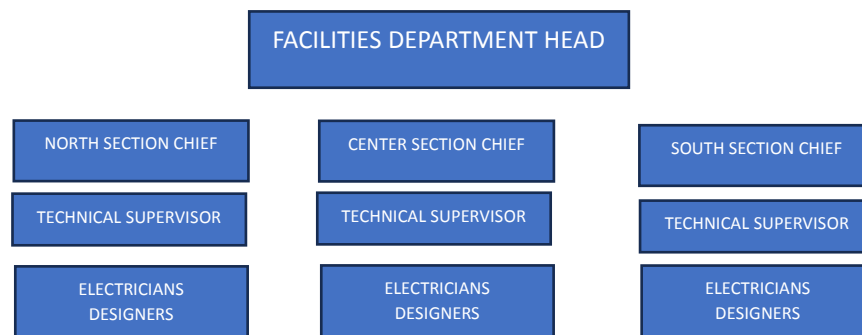 FACILITIES DEPARTMENT HEAD
NORTH SECTION CHIEF
CENTER SECTION CHIEF
SOUTH SECTION CHIEF
TECHNICAL SUPERVISOR
TECHNICAL SUPERVISOR
TECHNICAL SUPERVISOR
ELECTRICIANS
DESIGNERS
ELECTRICIANS
DESIGNERS
ELECTRICIANS
DESIGNERS